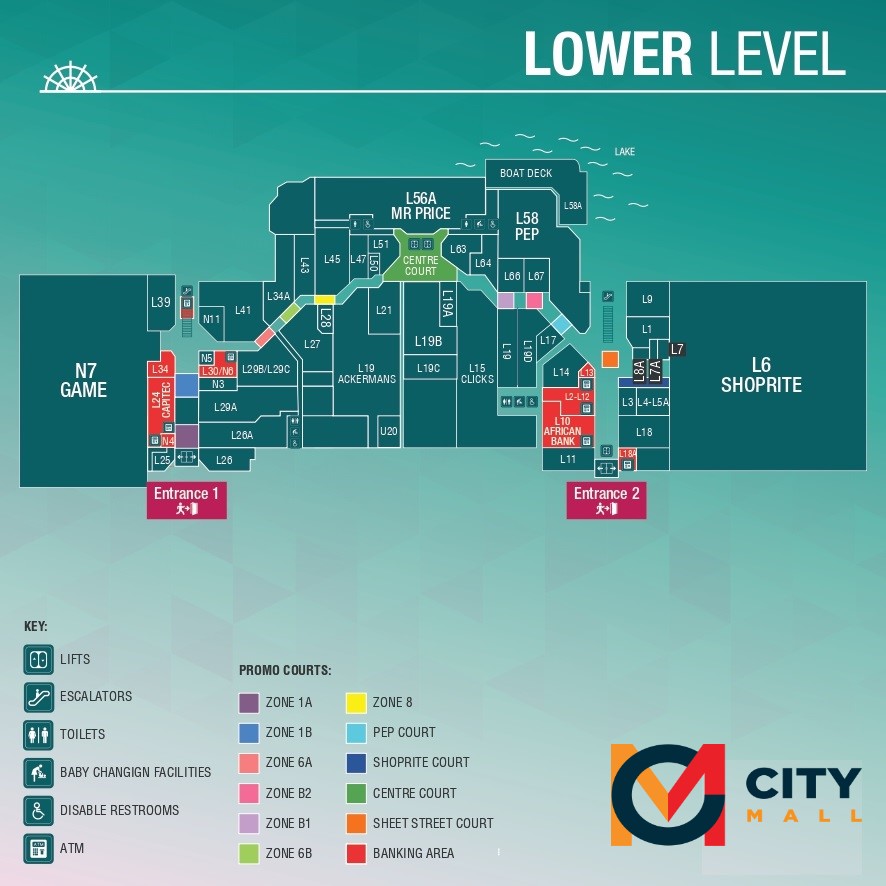 LOWER LEVEL
LAKE
BOAT DECK
L58A
L56A
MR PRICE
L58
PEP
L51
L50
L47
L45
L43
CENTRE
COURT
L63
L64
L66
L67
L39
N11
L41
L34A
L28
L27
L21
L19A
L19B
L19C
L19
ACKERMANS
L15
CLICKS
L19
L19D
L17
L9
L1
L7
L8A
L7A
N7
GAME
L34
L24
CAPITEC
N4
L25
N5
L30/N6
N3
L29B/L29C
L29A
L26A
L26
U20
L14
L13
L2-L12
L10
AFRICAN
BANK
L11
L3
L4-L5A
L18
L18A
L6
SHOPRITE
Entrance 1
Entrance 2
KEY:
LIFTS
ESCALATORS
TOILETS
BABY CHANGIGN FACILITIES
DISABLE RESTROOMS
ATM
ATM
PROMO COURTS:
ZONE 1A
ZONE 1B
ZONE 6A
ZONE B2
ZONE B1
ZONE 6B
ZONE 8
PEP COURT
SHOPRITE COURT
CENTRE COURT
SHEET STREET COURT
BANKING AREA
CITY
MALL